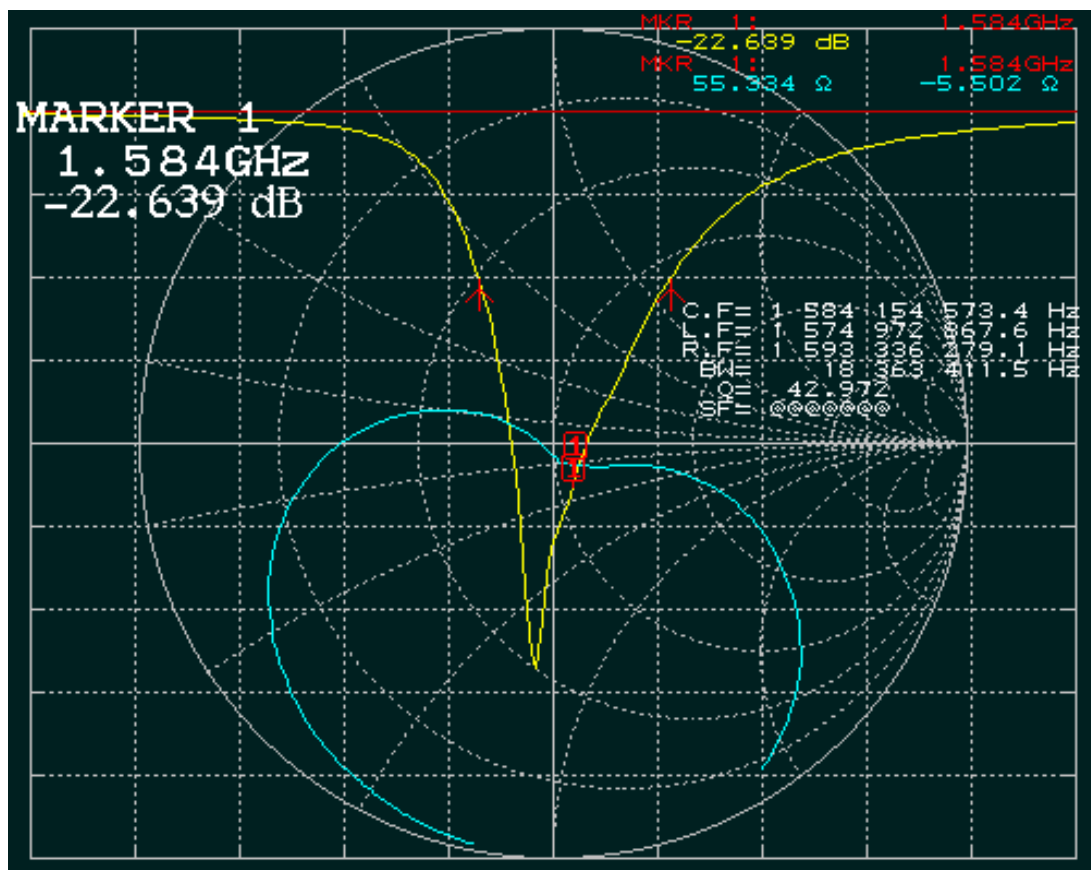 MKR 1: 1.584GHz
-22.639 dB
MKR 1: 1.584GHz
55.334 Ω -5.502 Ω
MARKER 1
1.584GHz
-22.639 dB
C.F= 1 584 154 573.4 Hz
L.F= 1 574 972 867.6 Hz
R.F= 1 593 336 279.1 Hz
BW= 18 363 411.5 Hz
Q= 42.972
SF= @@@@@@@
1
1